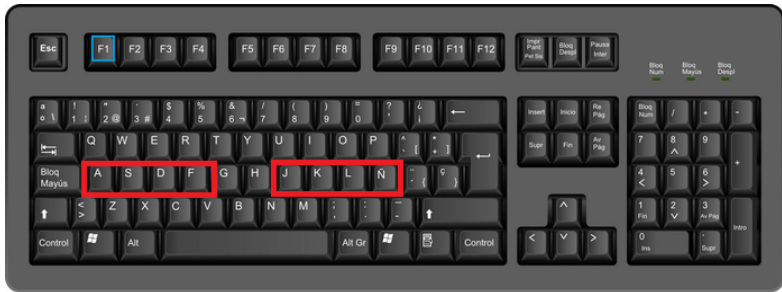 Esc F1 F2 F3 F4 F5 F6 F7 F8 F9 F10 F11 F12 Impr Pant Pet Sis Bloq Despl Pausa Inter
Bloq Num Bloq Mayús Bloq Despl
ª º \ ! 1 | " 2 @ · 3 # $ 4 % 5 & 6 ¬ / 7 ( 8 ) 9 = 0 ? ' ¿ ¡ ← Insert Inicio Re Pág Bloq Num / * -
Q W E R T Y U I O P ^ ` [ * + ] Supr Fin Av Pág 7 8 9 +
Bloq Mayús A S D F G H J K L Ñ ¨ ´ { Ç } 4 5 6
< > Z X C V B N M ; , : . _ - 1 Fin 2 3 Av Pág Intro
Control Alt Alt Gr Control 0 Ins . Supr